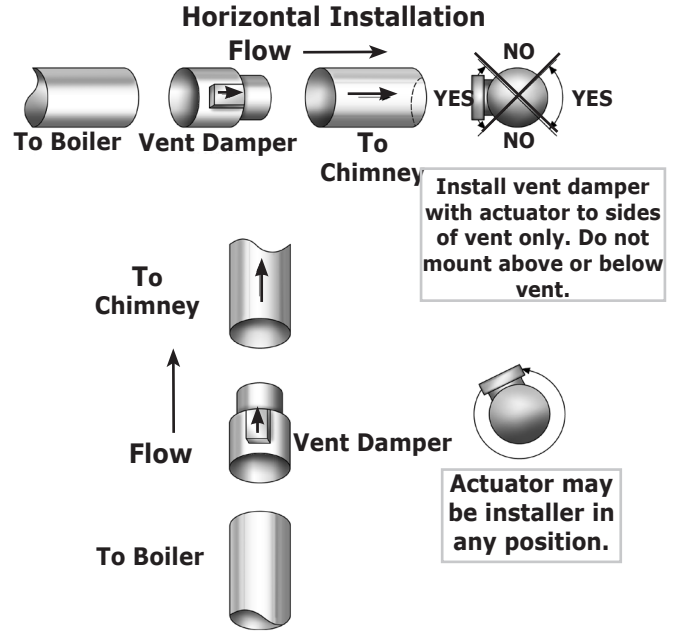 Horizontal Installation
Flow
NO
YES
YES
NO
To Boiler
Vent Damper
To
Chimney
Install vent damper
with actuator to sides
of vent only. Do not
mount above or below
vent.
To
Chimney
Flow
Vent Damper
To Boiler
Actuator may
be installer in
any position.